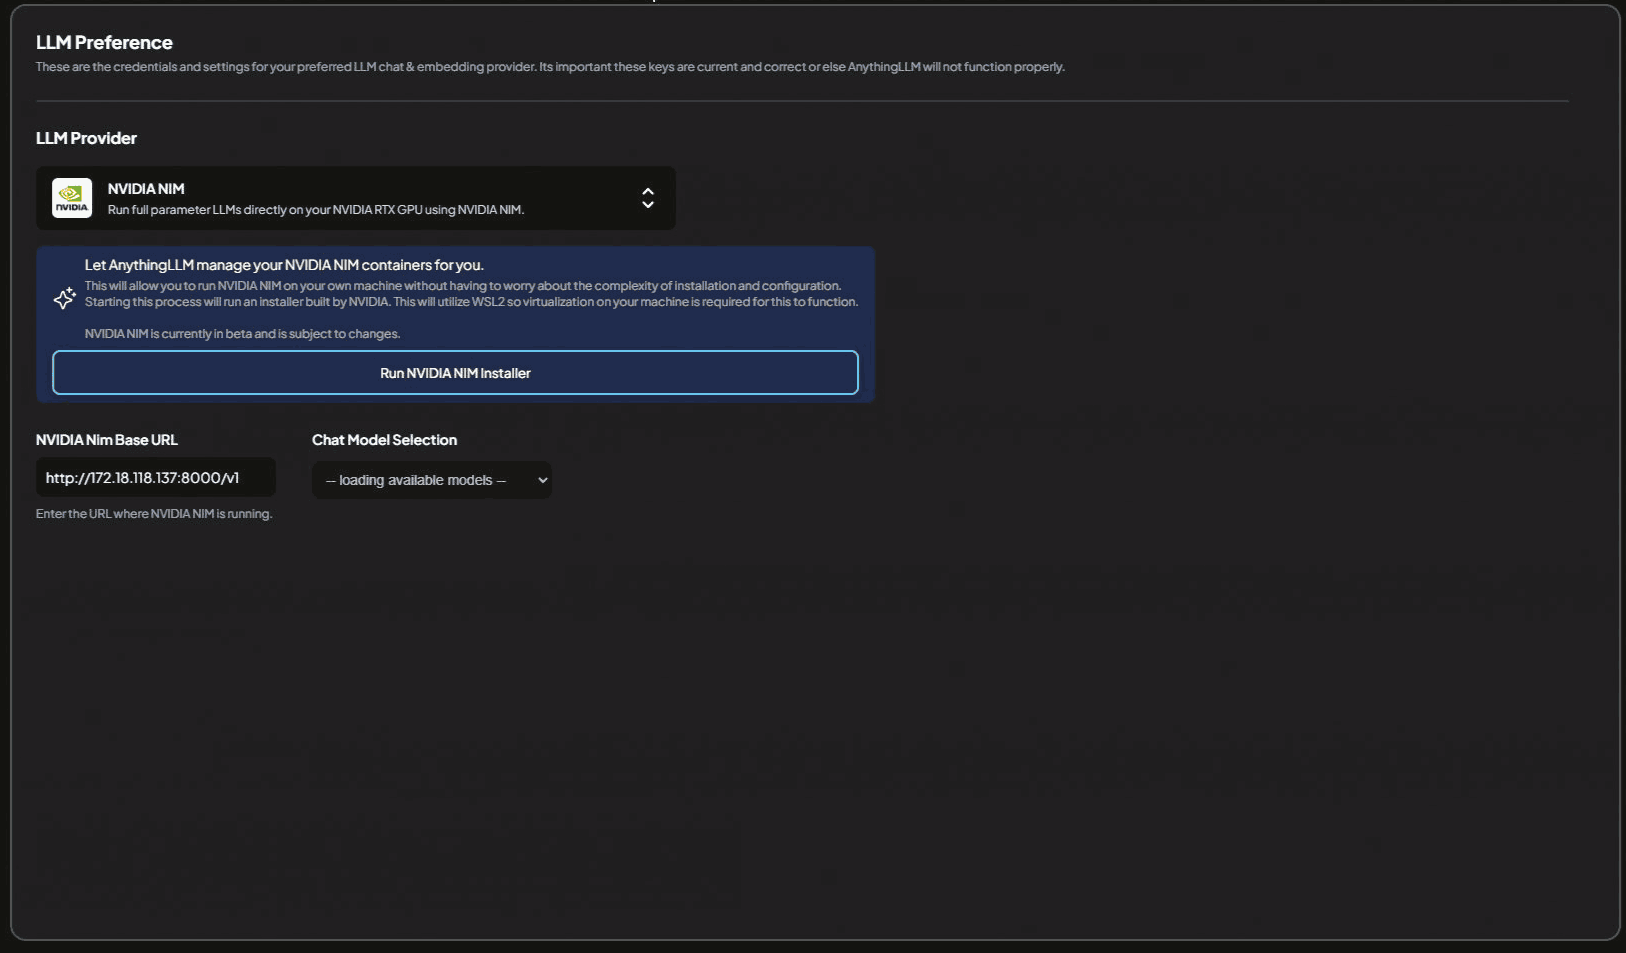 LLM Preference
These are the credentials and settings for your preferred LLM chat & embedding provider. Its important these keys are current and correct or else AnythingLLM will not function properly.
LLM Provider
NVIDIA
NVIDIA NIM
Run full parameter LLMs directly on your NVIDIA RTX GPU using NVIDIA NIM.
Let AnythingLLM manage your NVIDIA NIM containers for you.
This will allow you to run NVIDIA NIM on your own machine without having to worry about the complexity of installation and configuration.
Starting this process will run an installer built by NVIDIA. This will utilize WSL2 so virtualization on your machine is required for this to function.
NVIDIA NIM is currently in beta and is subject to changes.
Run NVIDIA NIM Installer
NVIDIA Nim Base URL
Chat Model Selection
http://172.18.118.137:8000/v1
-- loading available models --
Enter the URL where NVIDIA NIM is running.